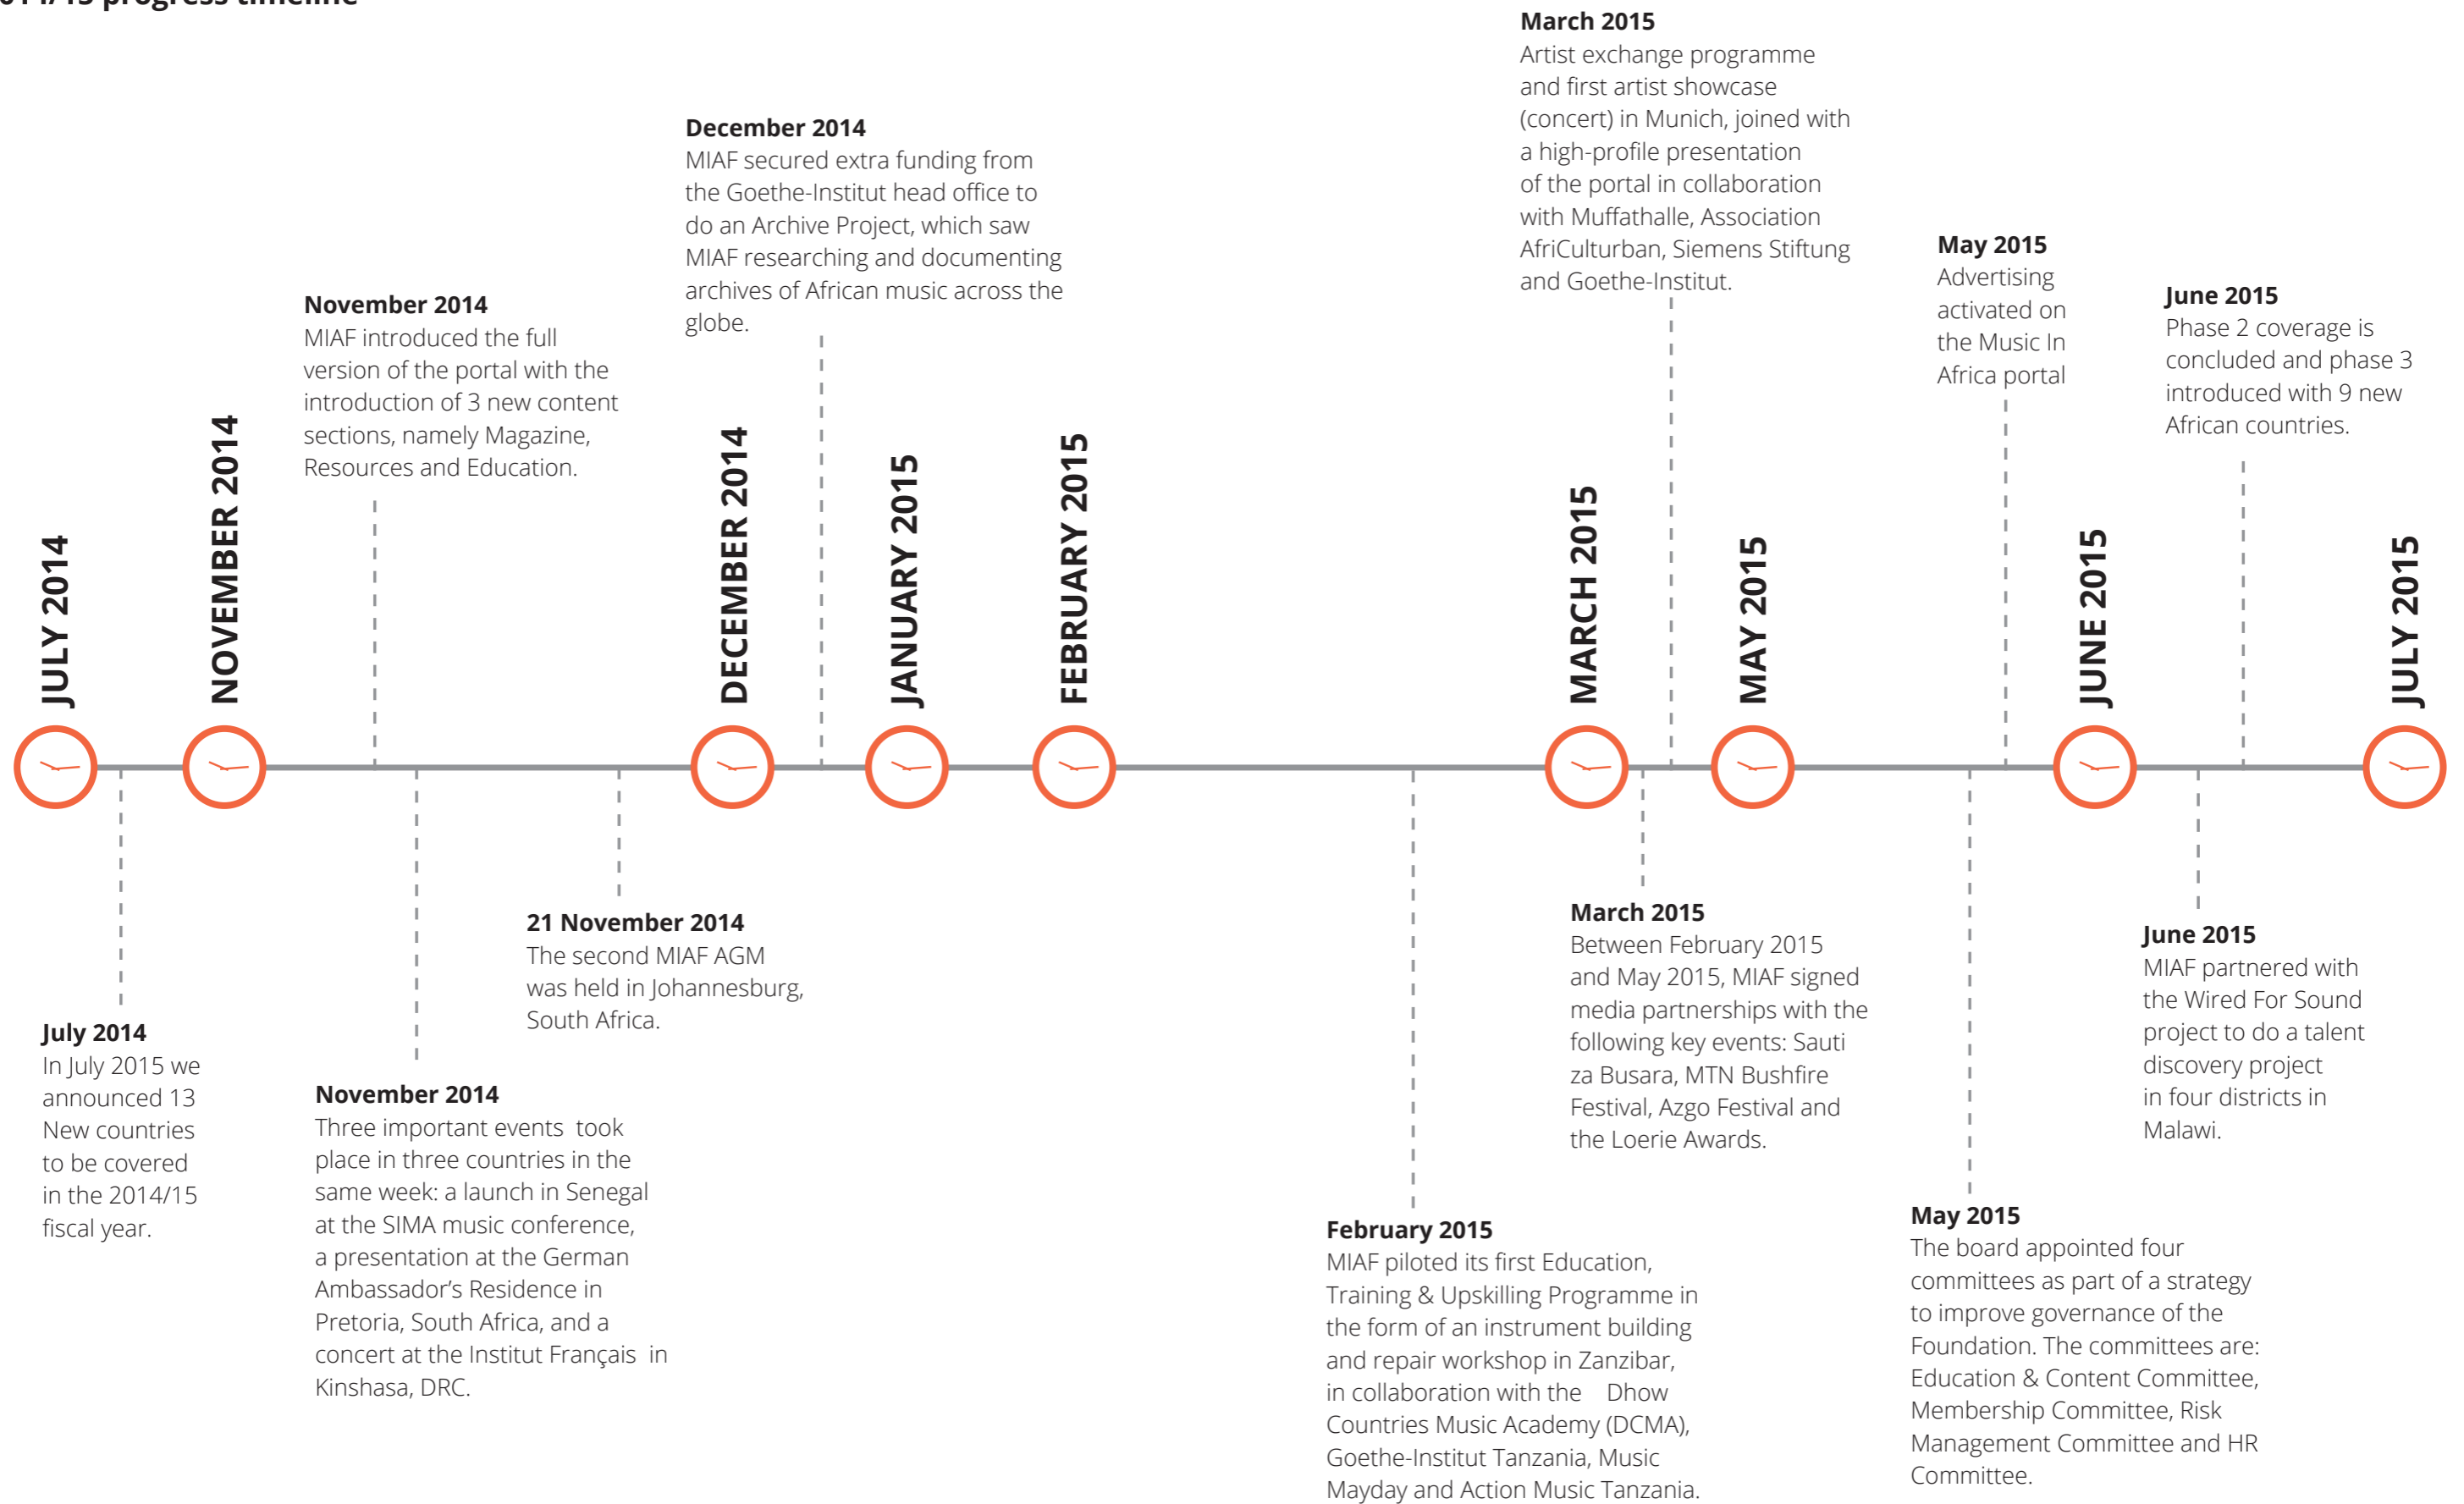 progress timeline
March 2015
Artist exchange programme
and first artist showcase
(concert) in Munich, joined with
a high-profile presentation
of the portal in collaboration
with Muffathalle, Association
AfriCulturban, Siemens Stiftung
and Goethe-Institut.
December 2014
MIAF secured extra funding from
the Goethe-Institut head office to
do an Archive Project, which saw
MIAF researching and documenting
archives of African music across the
globe.
May 2015
Advertising
activated on
the Music In
Africa portal
June 2015
Phase 2 coverage is
concluded and phase 3
introduced with 9 new
African countries.
November 2014
MIAF introduced the full
version of the portal with the
introduction of 3 new content
sections, namely Magazine,
Resources and Education.
JULY 2014
NOVEMBER 2014
DECEMBER 2014
JANUARY 2015
FEBRUARY 2015
MARCH 2015
MAY 2015
JUNE 2015
JULY 2015
July 2014
In July 2015 we
announced 13
New countries
to be covered
in the 2014/15
fiscal year.
November 2014
Three important events took
place in three countries in the
same week: a launch in Senegal
at the SIMA music conference,
a presentation at the German
Ambassador’s Residence in
Pretoria, South Africa, and a
concert at the Institut Français in
Kinshasa, DRC.
21 November 2014
The second MIAF AGM
was held in Johannesburg,
South Africa.
February 2015
MIAF piloted its first Education,
Training & Upskilling Programme in
the form of an instrument building
and repair workshop in Zanzibar,
in collaboration with the Dhow
Countries Music Academy (DCMA),
Goethe-Institut Tanzania, Music
Mayday and Action Music Tanzania.
March 2015
Between February 2015
and May 2015, MIAF signed
media partnerships with the
following key events: Sauti
za Busara, MTN Bushfire
Festival, Azgo Festival and
the Loerie Awards.
May 2015
The board appointed four
committees as part of a strategy
to improve governance of the
Foundation. The committees are:
Education & Content Committee,
Membership Committee, Risk
Management Committee and HR
Committee.
June 2015
MIAF partnered with
the Wired For Sound
project to do a talent
discovery project
in four districts in
Malawi.